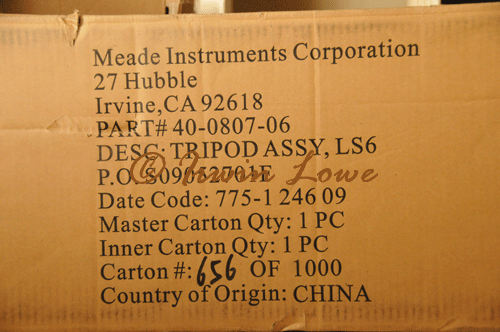 Meade Instruments Corporation
27 Hubble
Irvine,CA 92618
PART# 40-0807-06
DESC: TRIPOD ASSY, LS6
© Irwin Lowe
P.O. S09052701E
Date Code: 775-1 246 09
Master Carton Qty: 1 PC
Inner Carton Qty: 1 PC
Carton #: 656 OF 1000
Country of Origin: CHINA